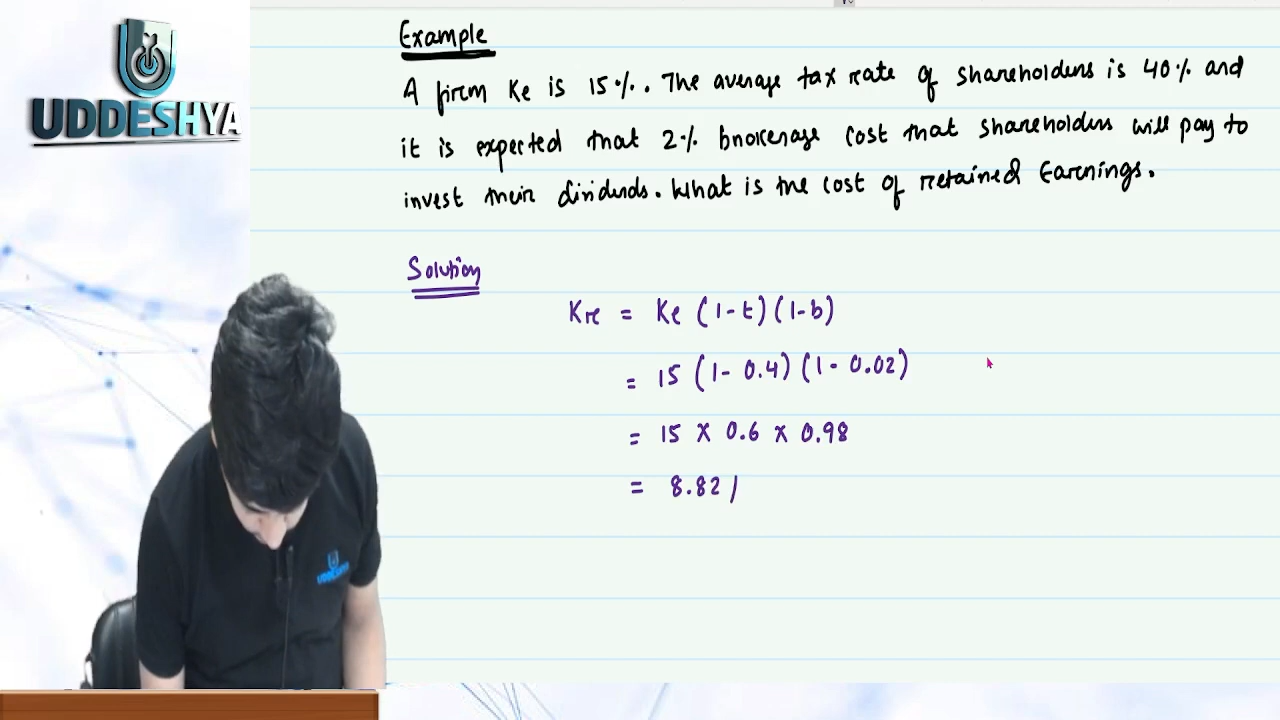 UDDESHYA
Example
A firm Ke is 15%. The average tax rate of shareholders is 40% and
it is expected that 2% brokerage cost that shareholders will pay to
invest their dividends. What is the cost of retained Earnings.
Solution
Kre = Ke (1-t)(1-b)
= 15 (1- 0.4)(1- 0.02)
= 15 x 0.6 x 0.98
= 8.82 /
UDDESHYA